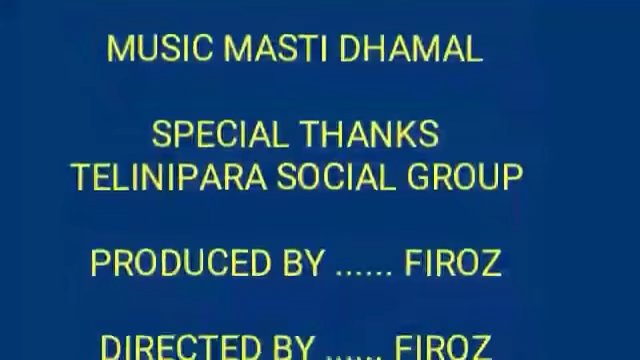 MUSIC MASTI DHAMAL
SPECIAL THANKS
TELINIPARA SOCIAL GROUP
PRODUCED BY ...... FIROZ
DIRECTED BY ...... FIROZ